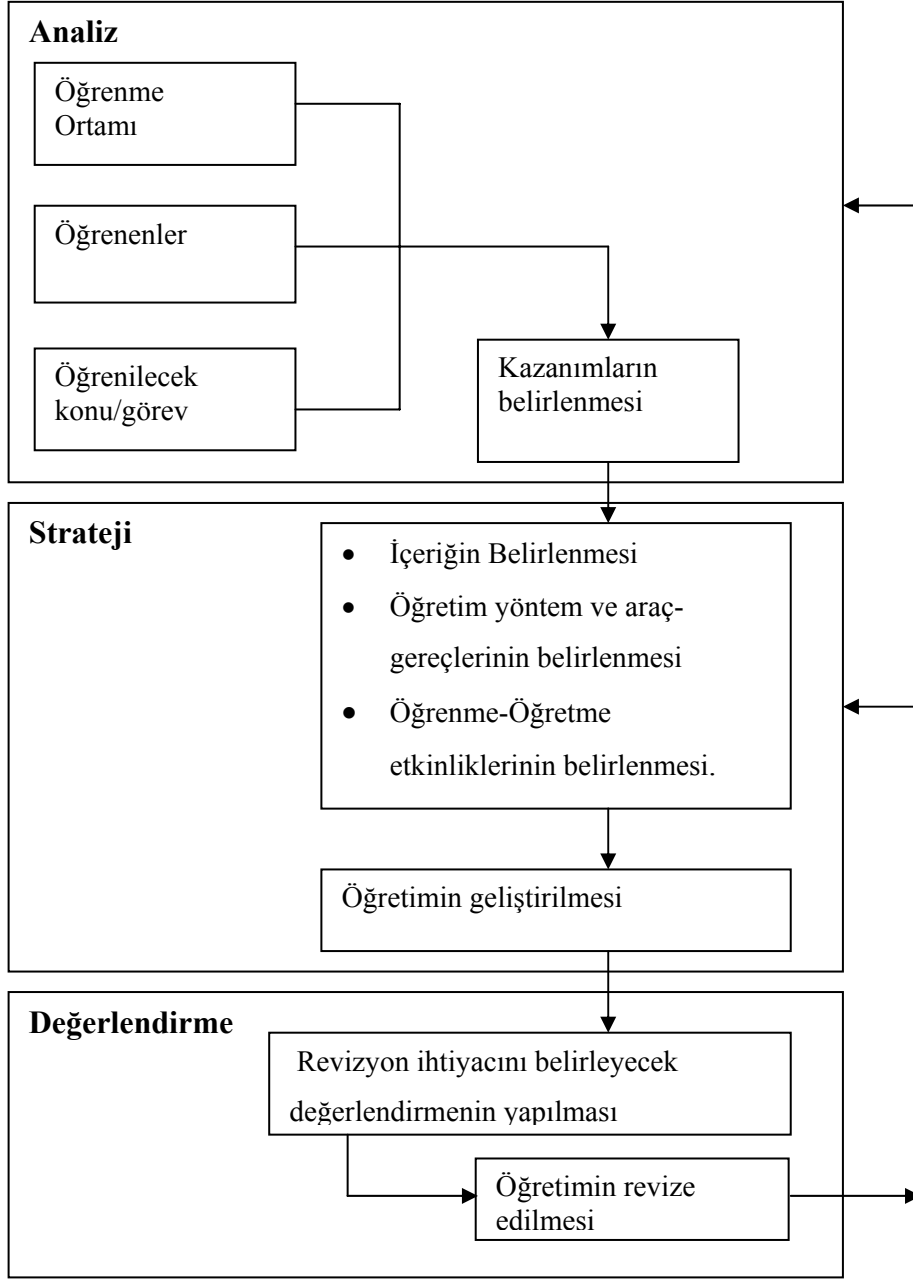 Analiz
Öğrenme
Ortamı
Öğrenenler
Öğrenilecek
konu/görev
Kazanımların
belirlenmesi
Strateji
• İçeriğin Belirlenmesi
• Öğretim yöntem ve araç-
gereçlerinin belirlenmesi
• Öğrenme-Öğretme
etkinliklerinin belirlenmesi.
Öğretimin geliştirilmesi
Değerlendirme
Revizyon ihtiyacını belirleyecek
değerlendirmenin yapılması
Öğretimin revize
edilmesi